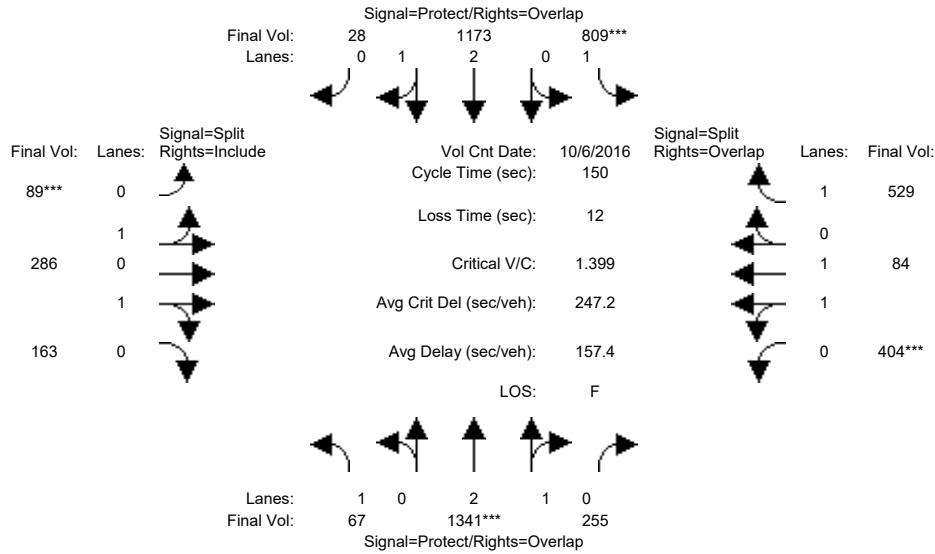 Signal=Protect/Rights=Overlap
Final Vol: 28 1173 809***
Lanes: 0 1 2 0 1
Signal=Split
Final Vol: Lanes: Rights=Include
Vol Cnt Date: 10/6/2016
Signal=Split
Rights=Overlap Lanes: Final Vol:
Cycle Time (sec): 150
89*** 0
1 529
Loss Time (sec): 12
1
0
286 0
Critical V/C: 1.399
1 84
1
Avg Crit Del (sec/veh): 247.2
1
163 0
Avg Delay (sec/veh): 157.4
0 404***
LOS: F
Lanes: 1 0 2 1 0
Final Vol: 67 1341*** 255
Signal=Protect/Rights=Overlap